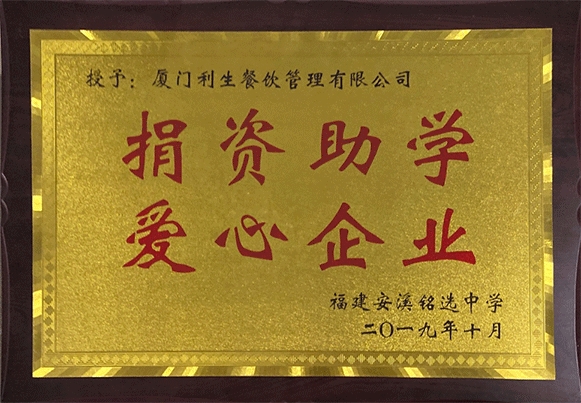 授予：厦门利生餐饮管理有限公司
捐资助学
爱心企业
福建安溪铭选中学
二〇一九年十月